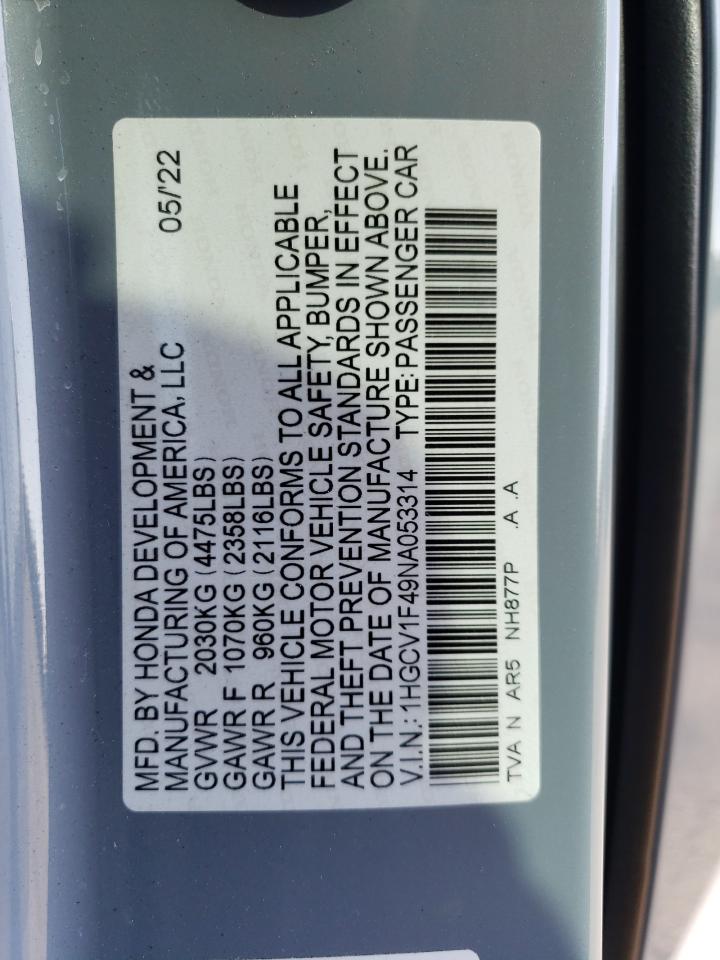 MFD. BY HONDA DEVELOPMENT & 05/'22
MANUFACTURING OF AMERICA, LLC
GVWR 2030KG (4475LBS)
GAWR F 1070KG (2358LBS)
GAWR R 960KG (2116LBS)
THIS VEHICLE CONFORMS TO ALL APPLICABLE
FEDERAL MOTOR VEHICLE SAFETY, BUMPER,
AND THEFT PREVENTION STANDARDS IN EFFECT
ON THE DATE OF MANUFACTURE SHOWN ABOVE.
V.I.N.: 1HGCV1F49NA053314 TYPE: PASSENGER CAR
TVA N AR5 NH877P .A .A